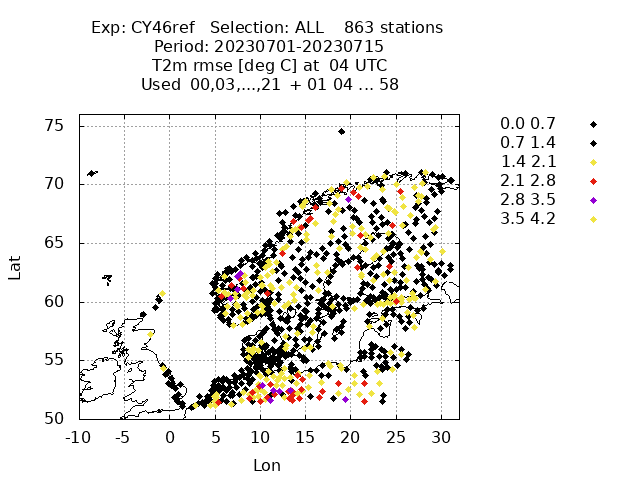 Exp: CY46ref   Selection: ALL    863 stations
Period: 20230701-20230715
T2m rmse [deg C] at  04 UTC
Used  00,03,...,21  + 01 04 ... 58
75
70
65
60
55
50
Lat
-10 -5 0 5 10 15 20 25 30
Lon
0.0 0.7
0.7 1.4
1.4 2.1
2.1 2.8
2.8 3.5
3.5 4.2